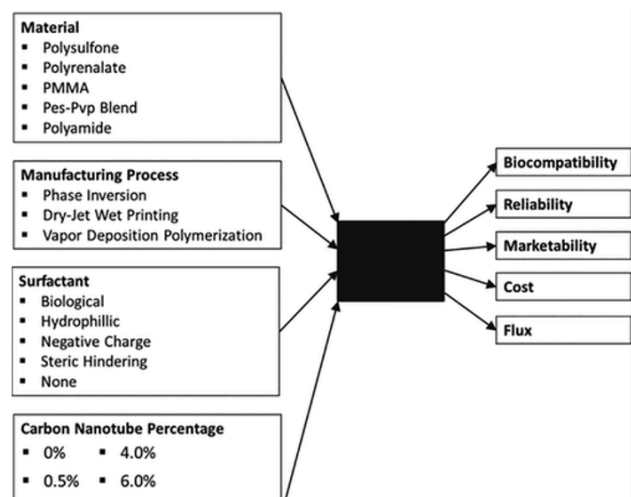 Material
▪ Polysulfone
▪ Polyrenalate
▪ PMMA
▪ Pes-Pvp Blend
▪ Polyamide
Manufacturing Process
▪ Phase Inversion
▪ Dry-Jet Wet Printing
▪ Vapor Deposition Polymerization
Surfactant
▪ Biological
▪ Hydrophillic
▪ Negative Charge
▪ Steric Hindering
▪ None
Carbon Nanotube Percentage
▪ 0% ▪ 4.0%
▪ 0.5% ▪ 6.0%
Biocompatibility
Reliability
Marketability
Cost
Flux